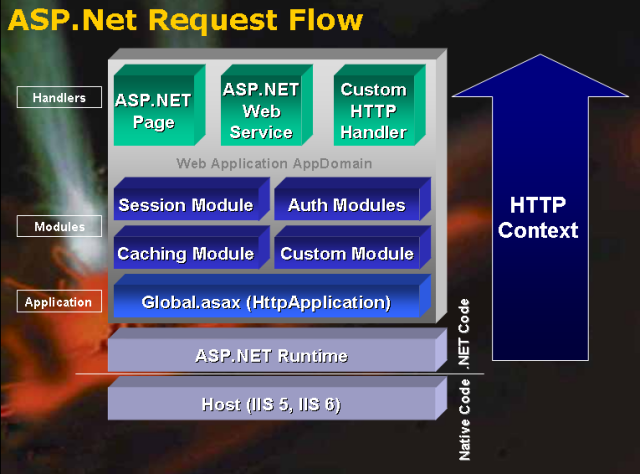 ASP.Net Request Flow
Handlers
ASP.NET
Page
ASP.NET
Web
Service
Custom
HTTP
Handler
Web Application AppDomain
Modules
Session Module
Auth Modules
Caching Module
Custom Module
Application
Global.asax (HttpApplication)
ASP.NET Runtime
Host (IIS 5, IIS 6)
.NET Code
Native Code
HTTP
Context